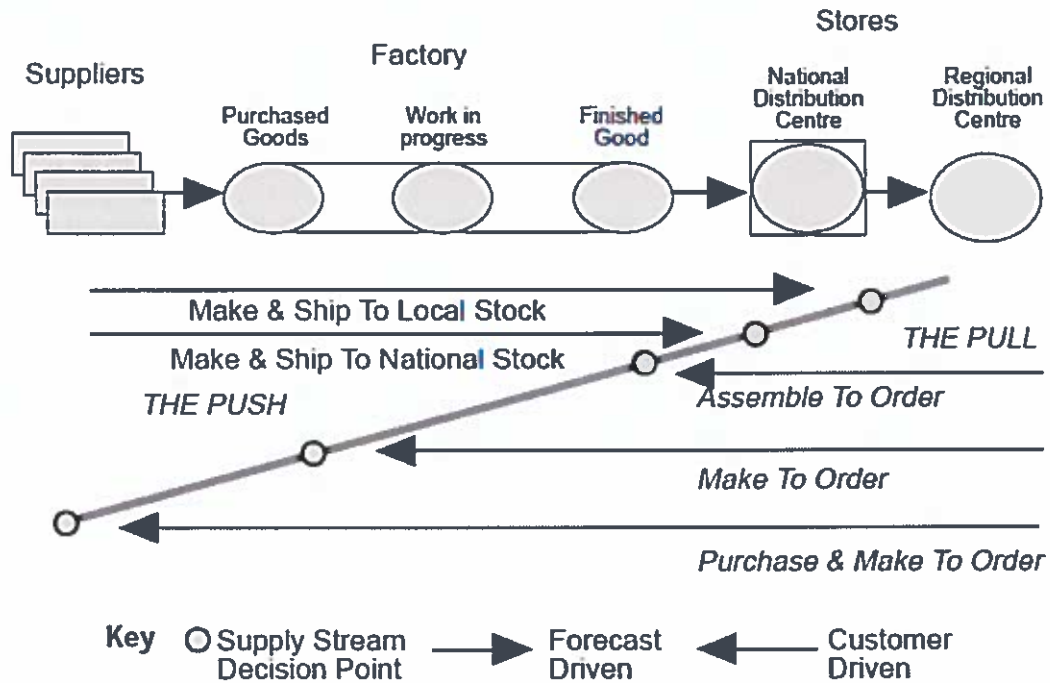 Stores
Factory
Suppliers
National
Distribution
Centre
Regional
Distribution
Centre
Purchased
Goods
Work in
progress
Finished
Good
Make & Ship To Local Stock
THE PULL
Make & Ship To National Stock
THE PUSH
Assemble To Order
Make To Order
Purchase & Make To Order
Key
Supply Stream
Decision Point
Forecast
Driven
Customer
Driven